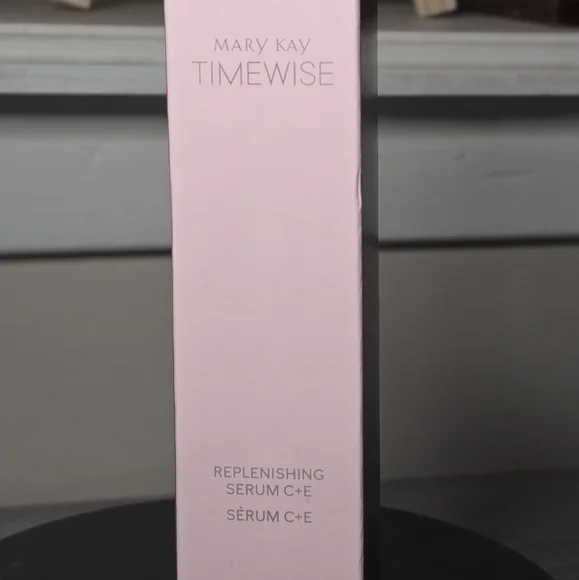 MARY KAY
TIMEWISE
REPLENISHING
SERUM C+E
SÉRUM C+E